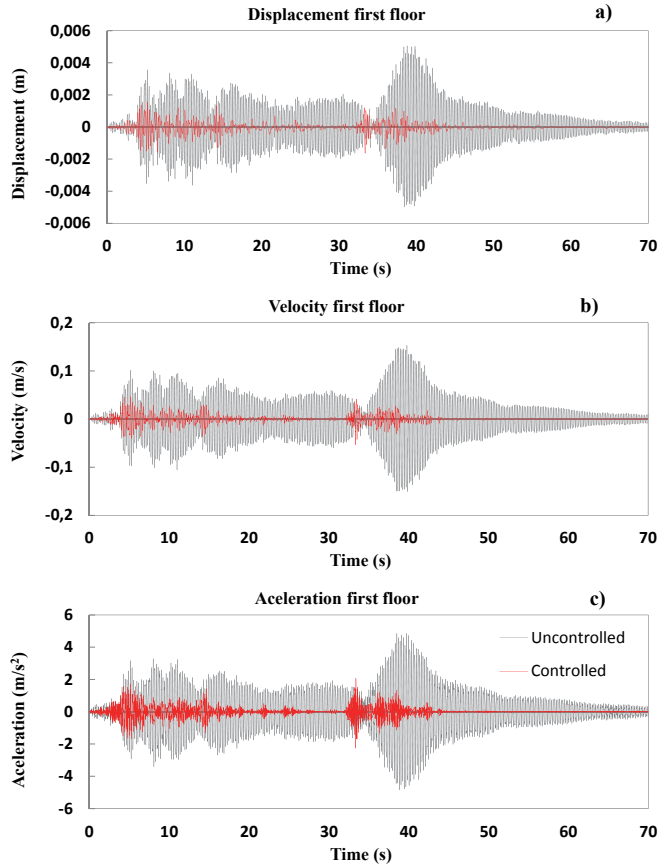 Displacement first floor
a)
0,006
0,004
0,002
0
-0,002
-0,004
-0,006
Displacement (m)
0 10 20 30 40 50 60 70
Time (s)
Velocity first floor
b)
0,2
0,1
0
-0,1
-0,2
Velocity (m/s)
0 10 20 30 40 50 60 70
Time (s)
Aceleration first floor
c)
6
4
2
0
-2
-4
-6
Aceleration (m/s²)
Uncontrolled
Controlled
0 10 20 30 40 50 60 70
Time (s)